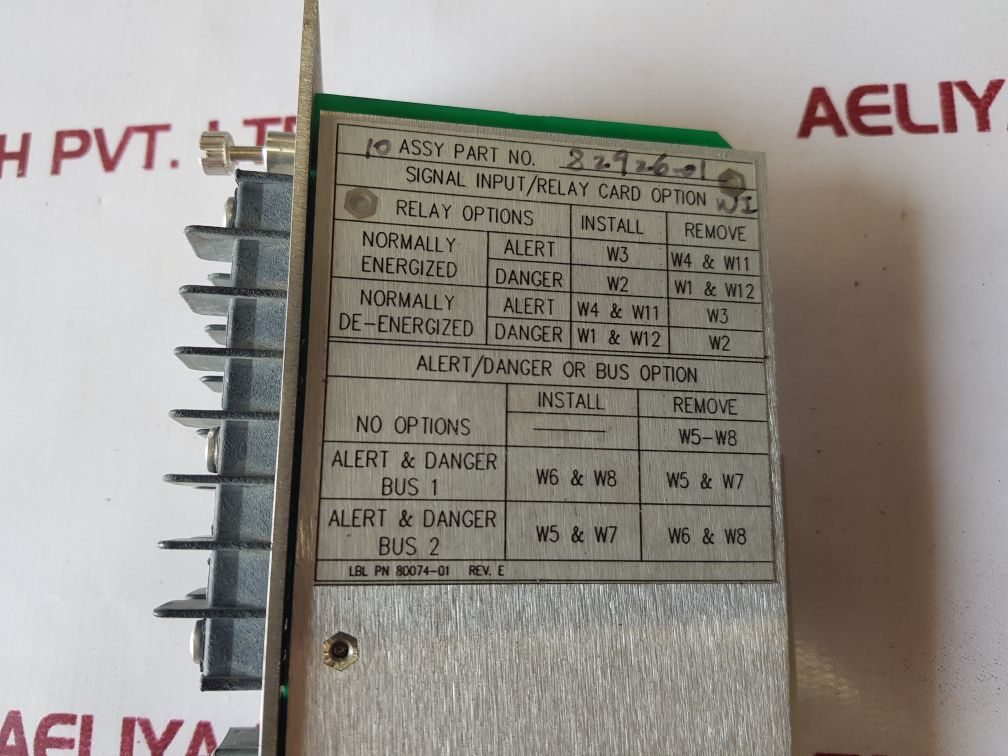 H PVT. LT
AELIYA
10 ASSY PART NO. 82926-01
SIGNAL INPUT/RELAY CARD OPTION
RELAY OPTIONS INSTALL REMOVE
NORMALLY ENERGIZED ALERT W3 W4 & W11
DANGER W2 W1 & W12
NORMALLY DE-ENERGIZED ALERT W4 & W11 W3
DANGER W1 & W12 W2
ALERT/DANGER OR BUS OPTION
INSTALL REMOVE
NO OPTIONS ——— W5-W8
ALERT & DANGER BUS 1 W6 & W8 W5 & W7
ALERT & DANGER BUS 2 W5 & W7 W6 & W8
LBL PN 80074-01 REV. E
AELIYA
AELIYA